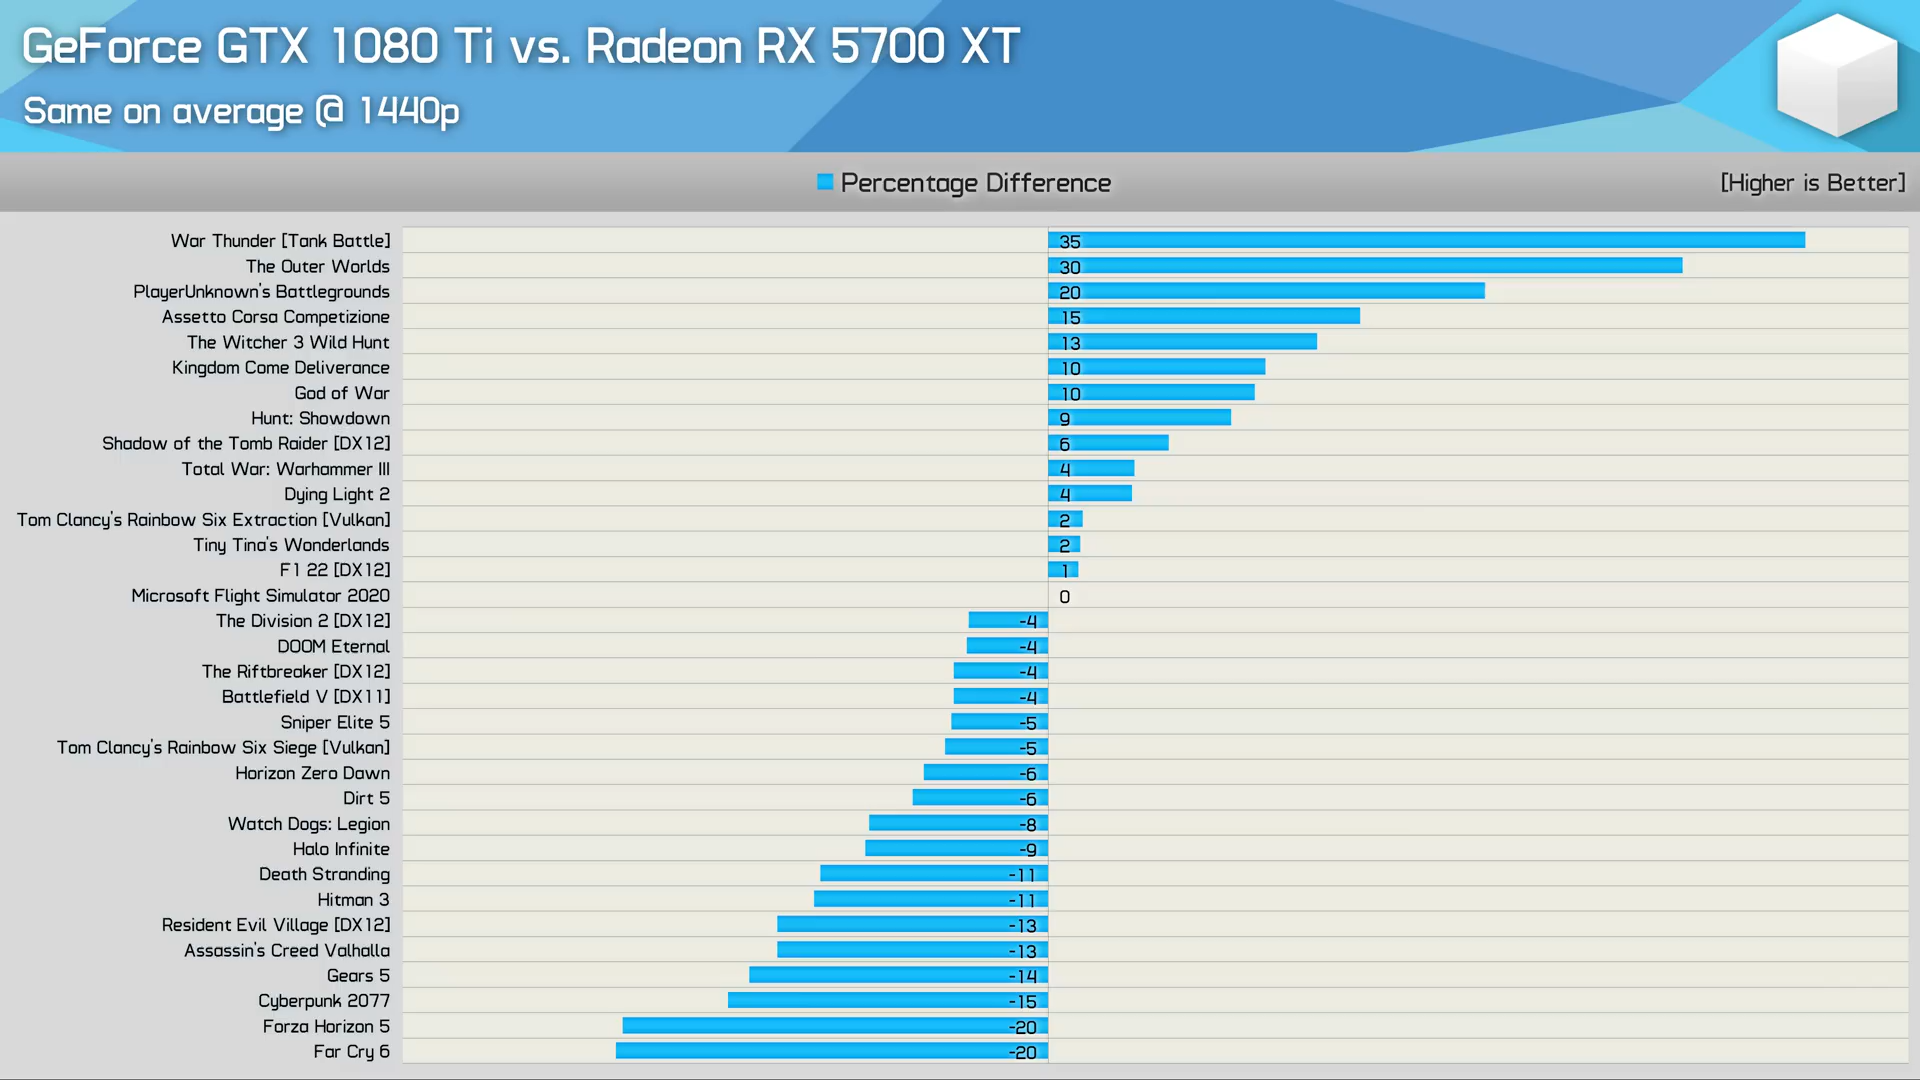 GeForce GTX 1080 Ti vs. Radeon RX 5700 XT
Same on average @ 1440p
Percentage Difference
[Higher is Better]
War Thunder [Tank Battle] 35
The Outer Worlds 30
PlayerUnknown's Battlegrounds 20
Assetto Corsa Competizione 15
The Witcher 3 Wild Hunt 13
Kingdom Come Deliverance 10
God of War 10
Hunt: Showdown 9
Shadow of the Tomb Raider [DX12] 6
Total War: Warhammer III 4
Dying Light 2 4
Tom Clancy's Rainbow Six Extraction [Vulkan] 2
Tiny Tina's Wonderlands 2
F1 22 [DX12] 1
Microsoft Flight Simulator 2020 0
The Division 2 [DX12] -4
DOOM Eternal -4
The Riftbreaker [DX12] -4
Battlefield V [DX11] -4
Sniper Elite 5 -5
Tom Clancy's Rainbow Six Siege [Vulkan] -5
Horizon Zero Dawn -6
Dirt 5 -6
Watch Dogs: Legion -8
Halo Infinite -9
Death Stranding -11
Hitman 3 -11
Resident Evil Village [DX12] -13
Assassin's Creed Valhalla -13
Gears 5 -14
Cyberpunk 2077 -15
Forza Horizon 5 -20
Far Cry 6 -20